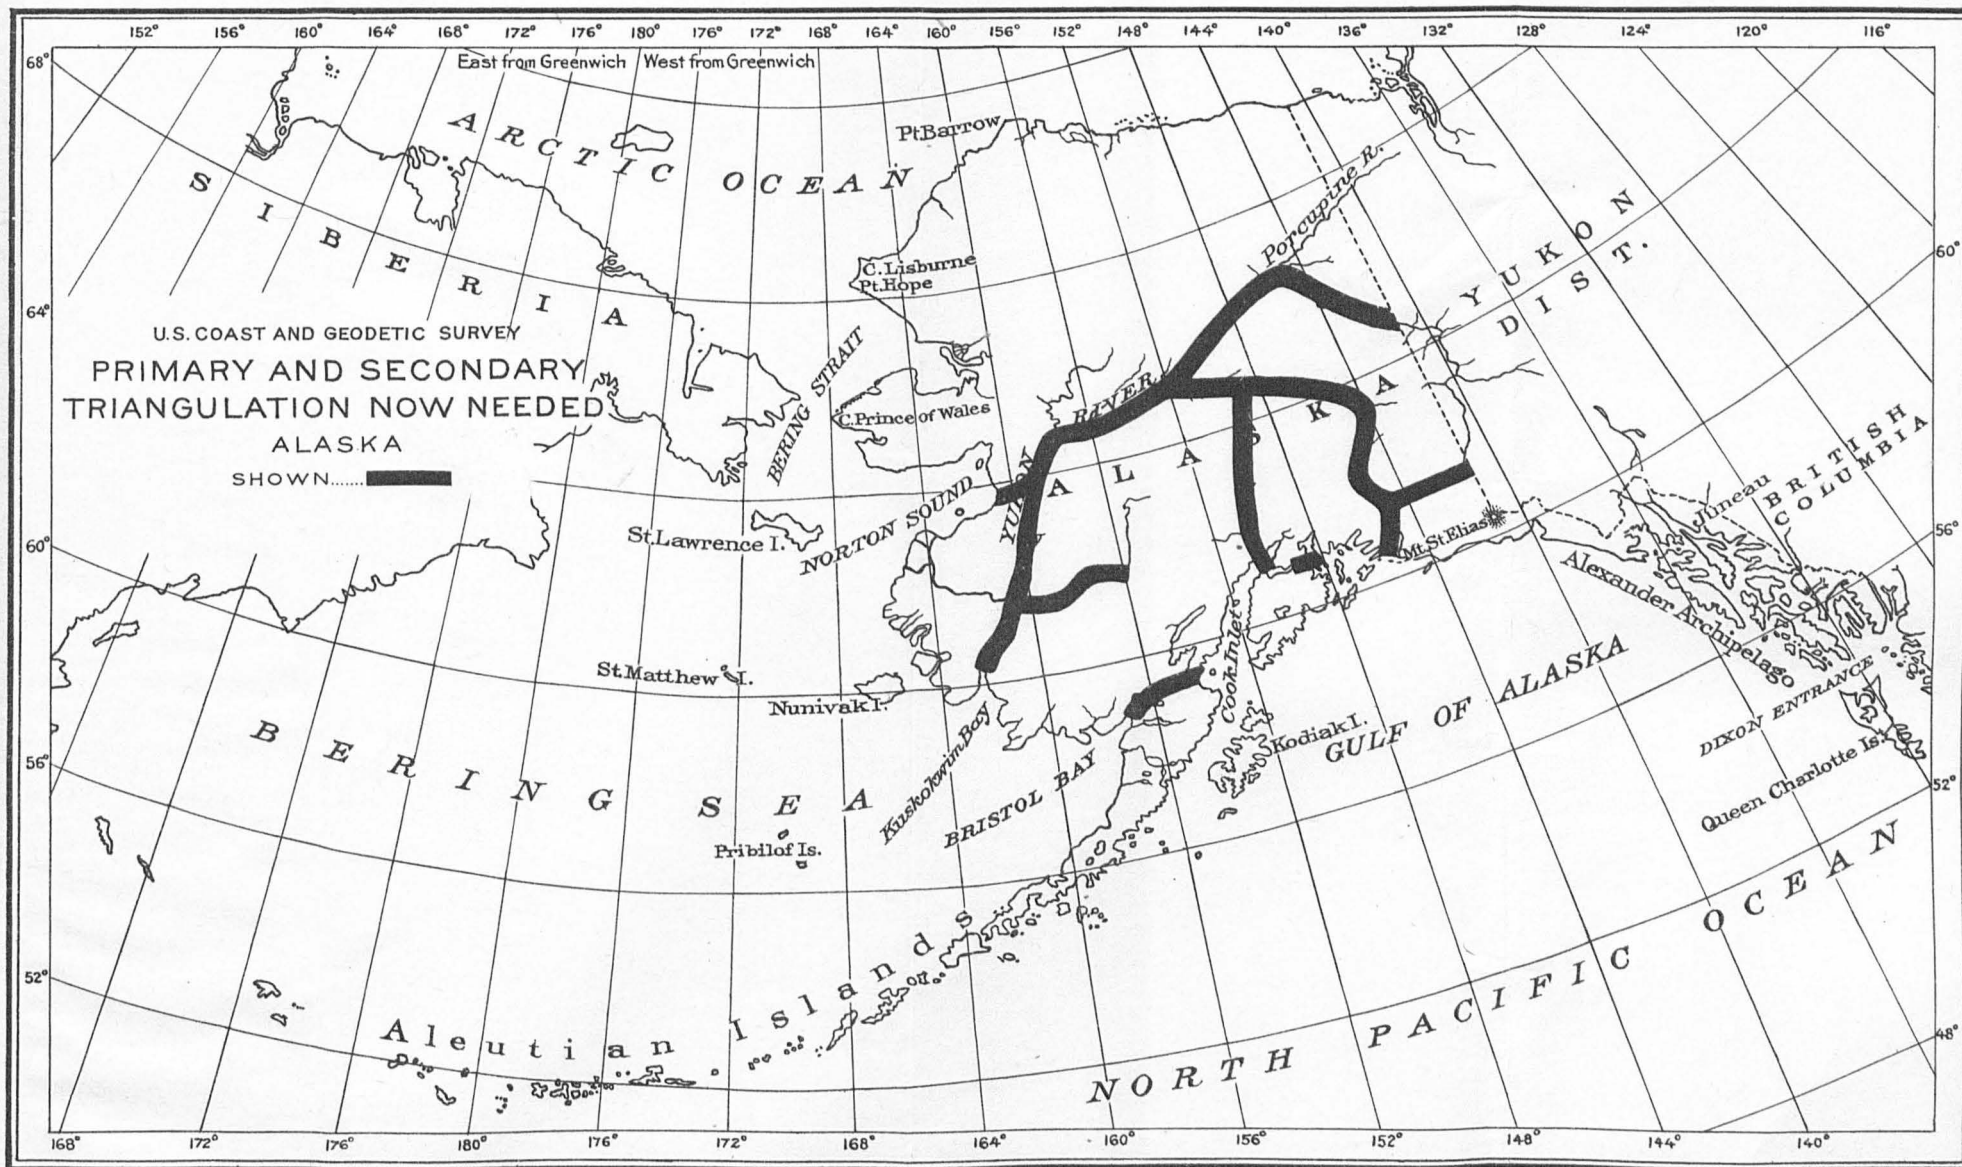 152° 156° 160° 164° 168° 172° 176° 180° 176° 172° 168° 164° 160° 156° 152° 148° 144° 140° 136° 132° 128° 124° 120° 116°
68°
East from Greenwich West from Greenwich
ARCTIC OCEAN
Pt. Barrow
SIBERIA
Porcupine R.
YUKON
DIST.
60°
C. Lisburne
Pt. Hope
64°
U.S. COAST AND GEODETIC SURVEY
PRIMARY AND SECONDARY
TRIANGULATION NOW NEEDED
ALASKA
SHOWN.......
BERING STRAIT
C. Prince of Wales
YUKON RIVER
ALASKA
BRITISH
COLUMBIA
Juneau
NORTON SOUND
St. Lawrence I.
Mt. St. Elias
56°
60°
Alexander Archipelago
St. Matthew I.
Nunivak I.
Cook Inlet
Kodiak I.
GULF OF ALASKA
DIXON ENTRANCE
Queen Charlotte Is.
Kuskokwim Bay
BRISTOL BAY
BERING SEA
56°
52°
Pribilof Is.
52°
Aleutian Islands
NORTH PACIFIC OCEAN
48°
168° 172° 176° 180° 176° 172° 168° 164° 160° 156° 152° 148° 144° 140°